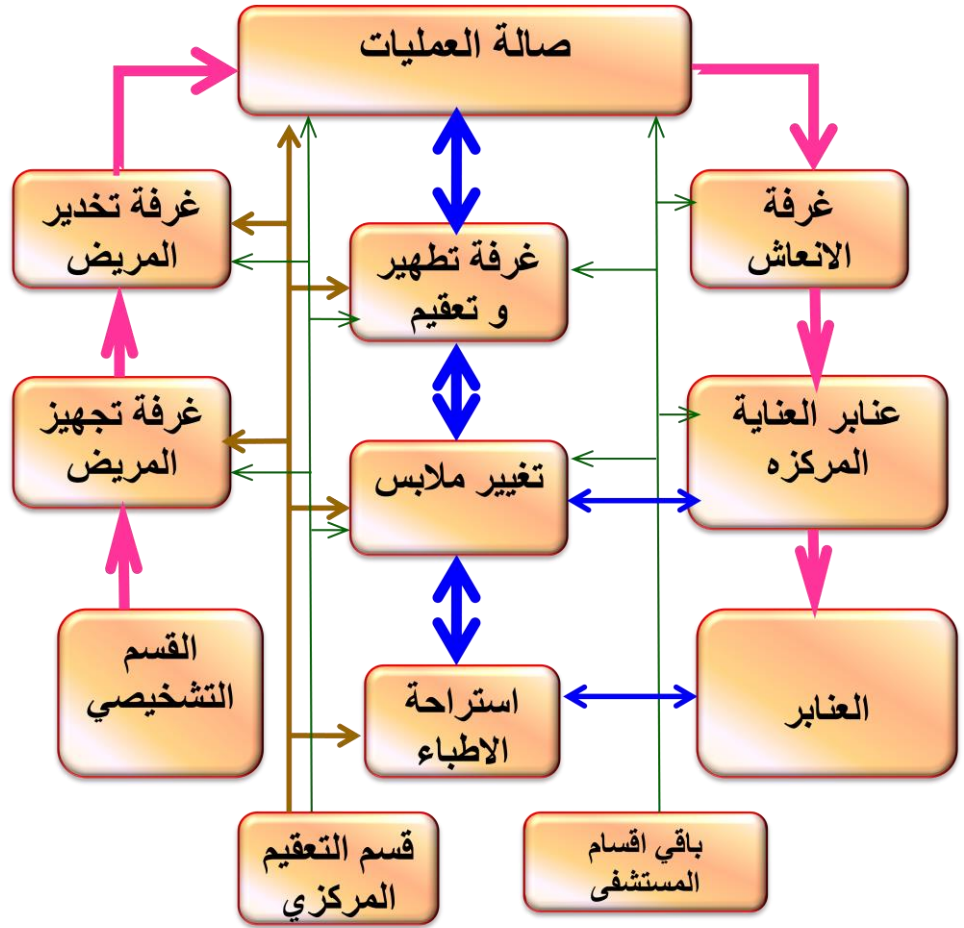 صالة العمليات
غرفة تخدير
المريض
غرفة تطهير
و تعقيم
غرفة
الانعاش
غرفة تجهيز
المريض
تغيير ملابس
عنابر العناية
المركزه
القسم
التشخيصي
استراحة
الاطباء
العنابر
قسم التعقيم
المركزي
باقي اقسام
المستشفى